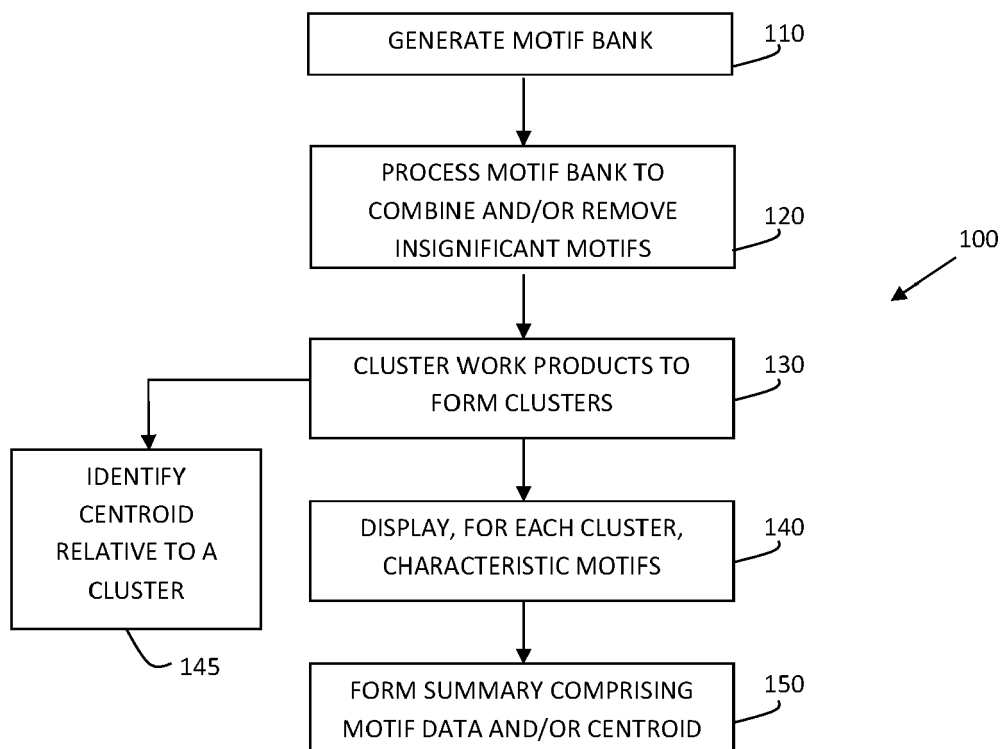 GENERATE MOTIF BANK
110
PROCESS MOTIF BANK TO
COMBINE AND/OR REMOVE
INSIGNIFICANT MOTIFS
120
100
CLUSTER WORK PRODUCTS TO
FORM CLUSTERS
130
IDENTIFY
CENTROID
RELATIVE TO A
CLUSTER
145
DISPLAY, FOR EACH CLUSTER,
CHARACTERISTIC MOTIFS
140
FORM SUMMARY COMPRISING
MOTIF DATA AND/OR CENTROID
150